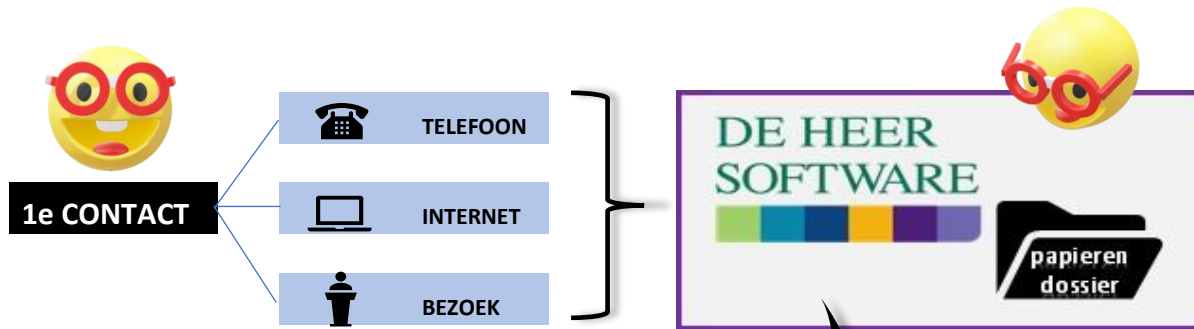 1e CONTACT
TELEFOON
INTERNET
BEZOEK
DE HEER
SOFTWARE
papieren
dossier